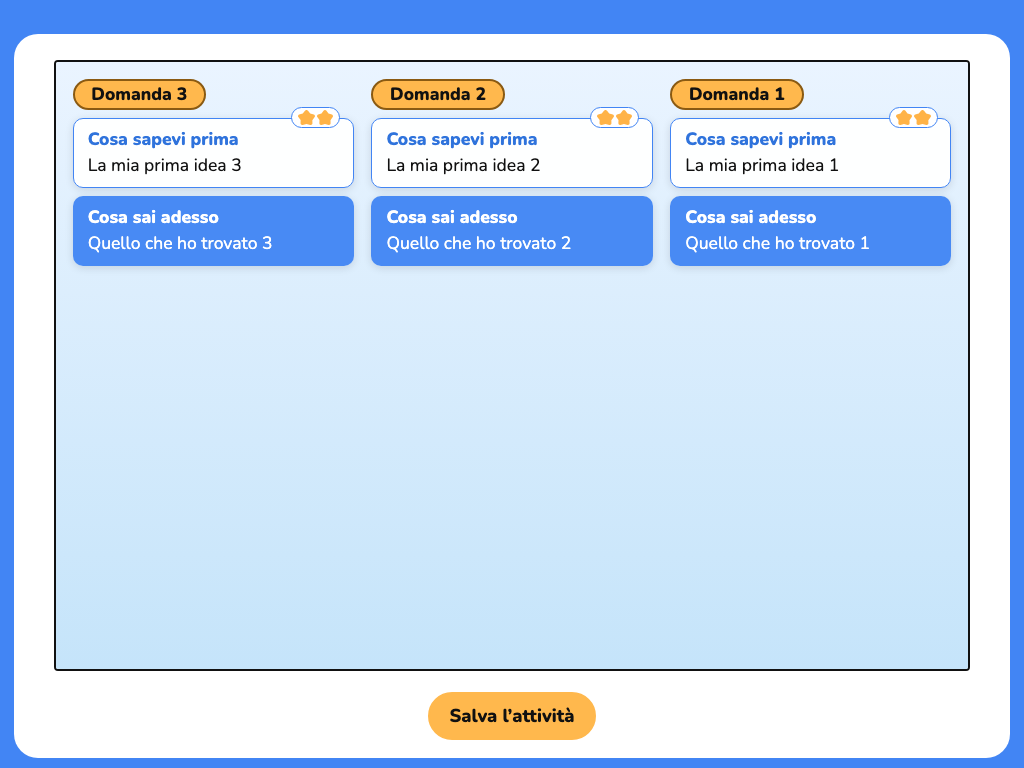 Domanda 3
Cosa sapevi prima
La mia prima idea 3
Cosa sai adesso
Quello che ho trovato 3
Domanda 2
Cosa sapevi prima
La mia prima idea 2
Cosa sai adesso
Quello che ho trovato 2
Domanda 1
Cosa sapevi prima
La mia prima idea 1
Cosa sai adesso
Quello che ho trovato 1
Salva l’attività